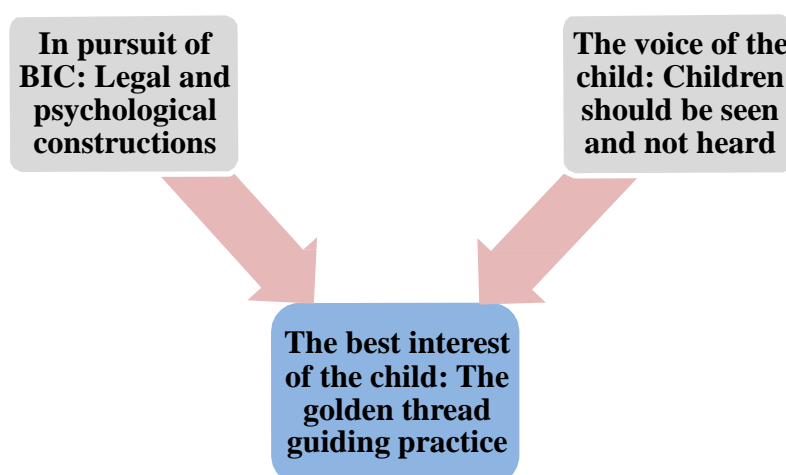 In pursuit of
BIC: Legal and
psychological
constructions
The voice of the
child: Children
should be seen
and not heard
The best interest
of the child: The
golden thread
guiding practice